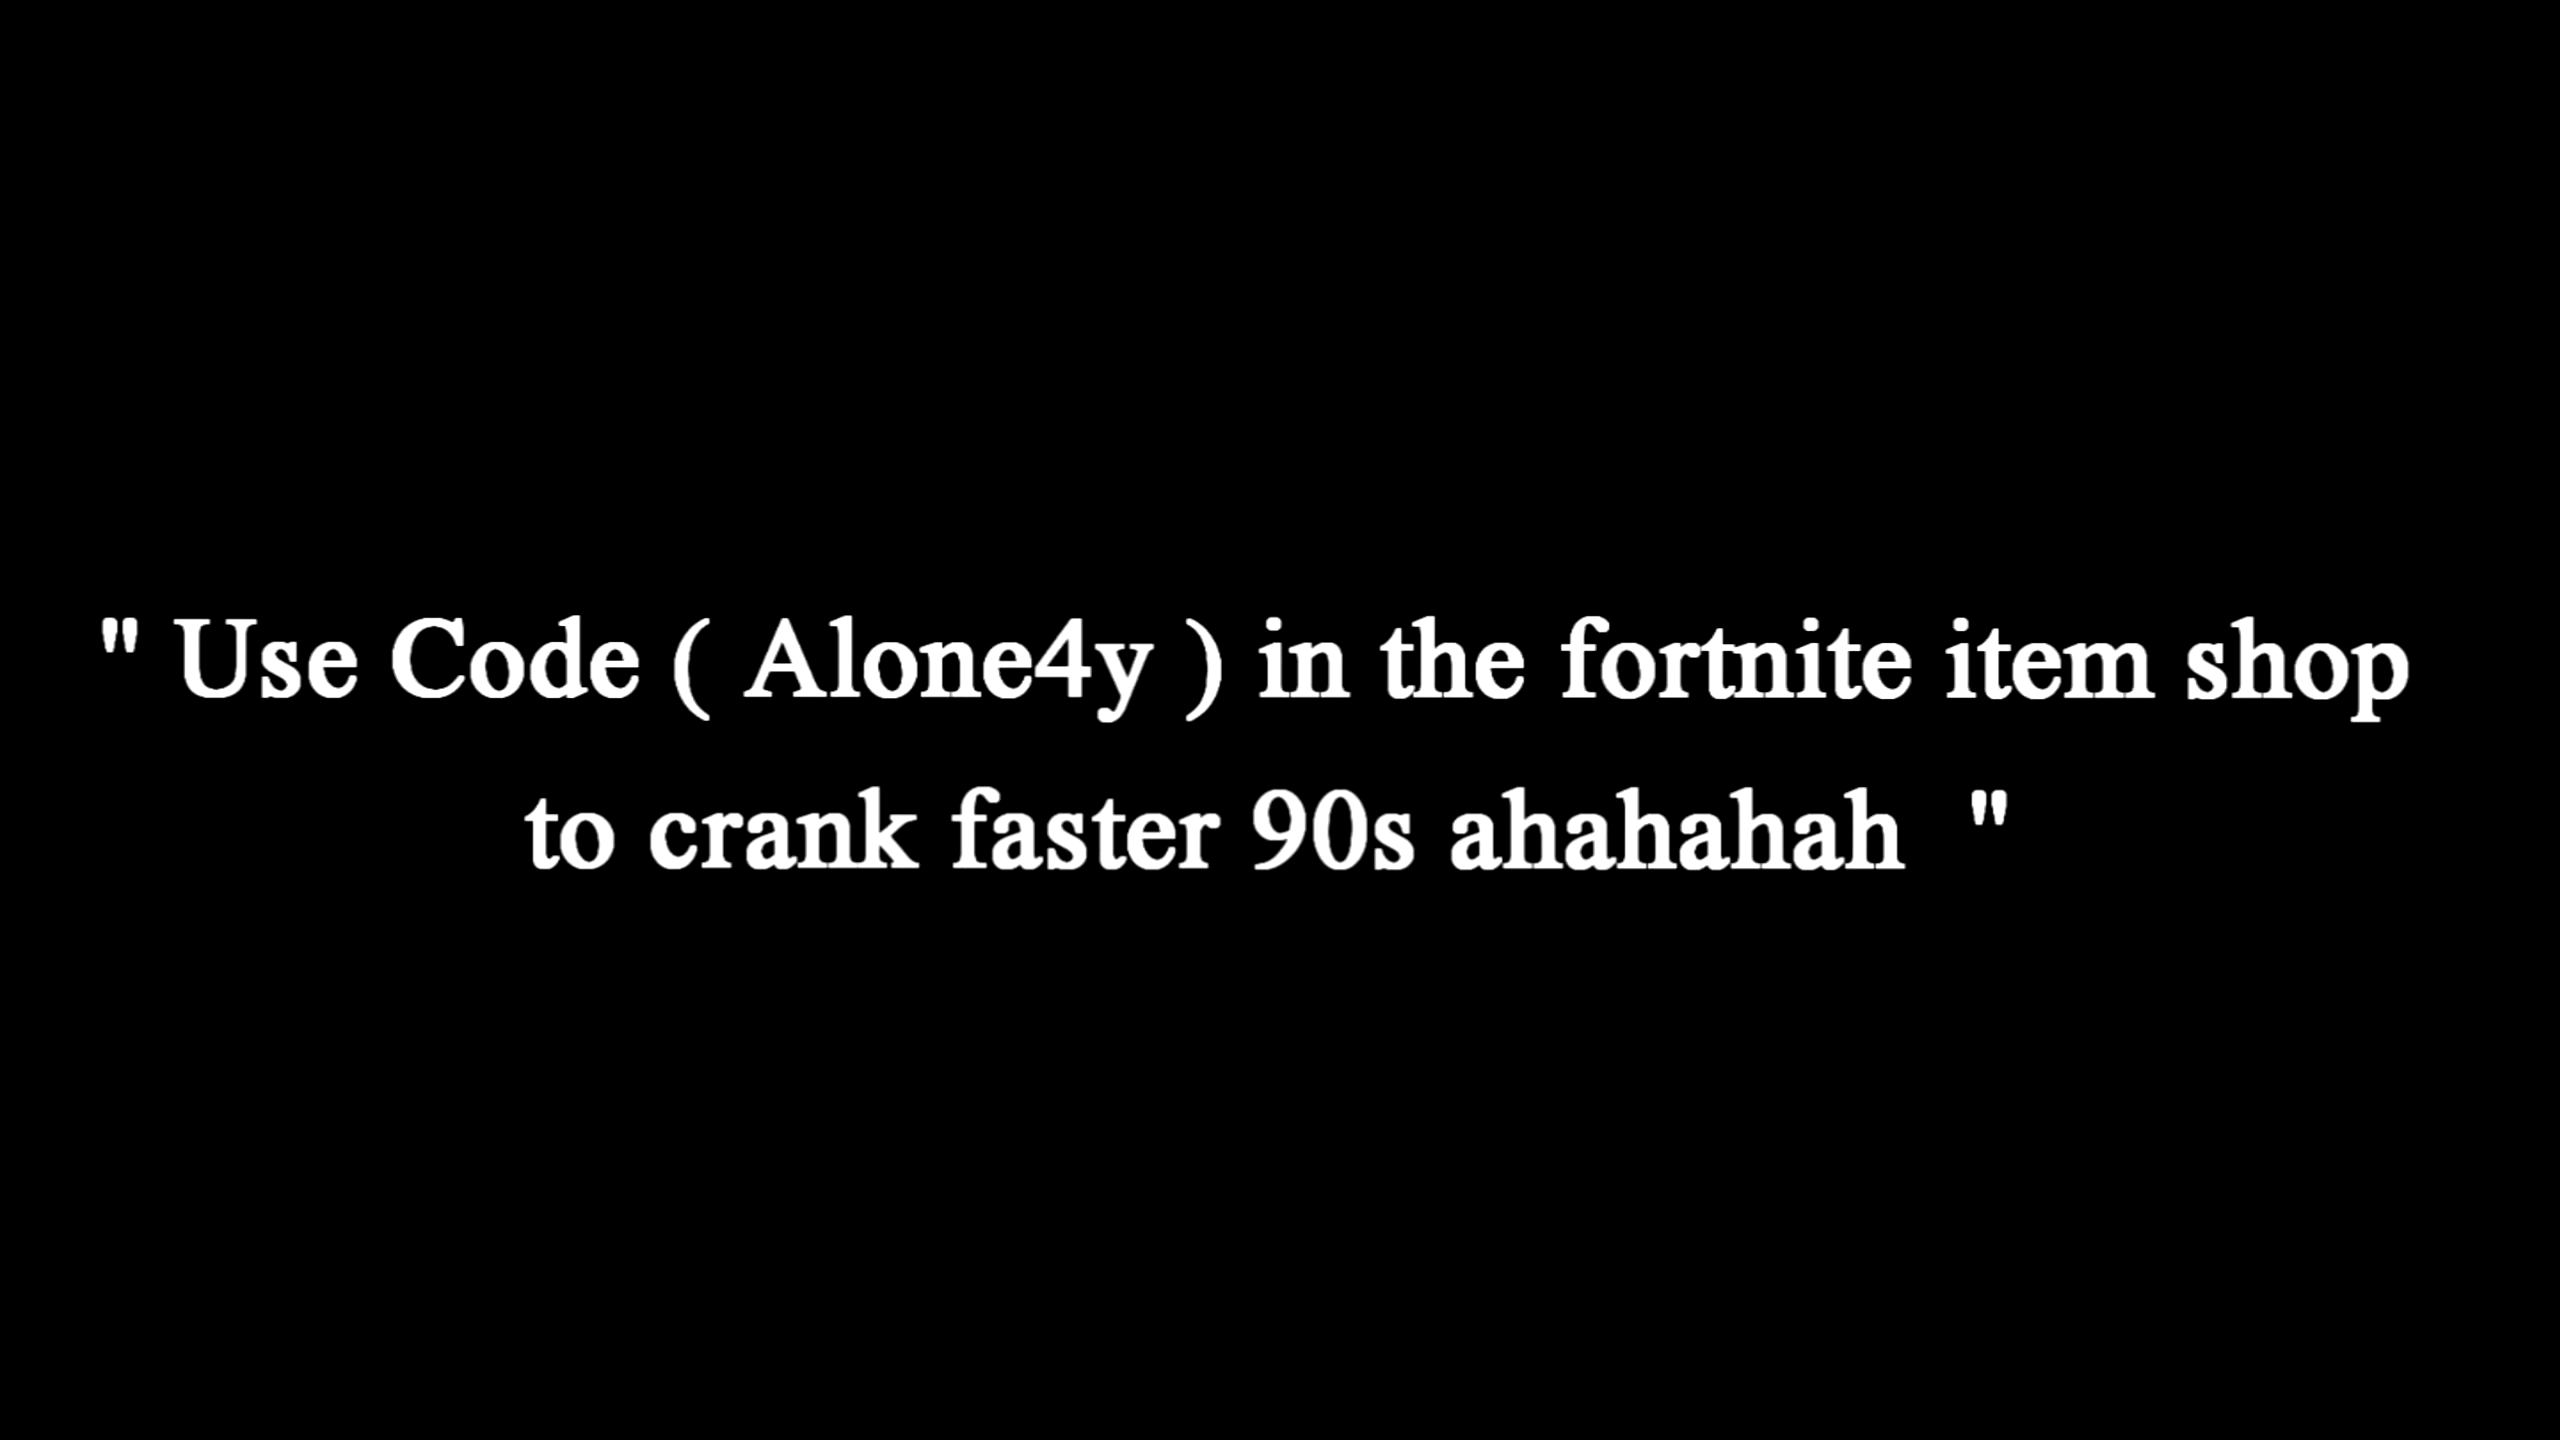 " Use Code ( Alone4y ) in the fortnite item shop
to crank faster 90s ahahahah  "